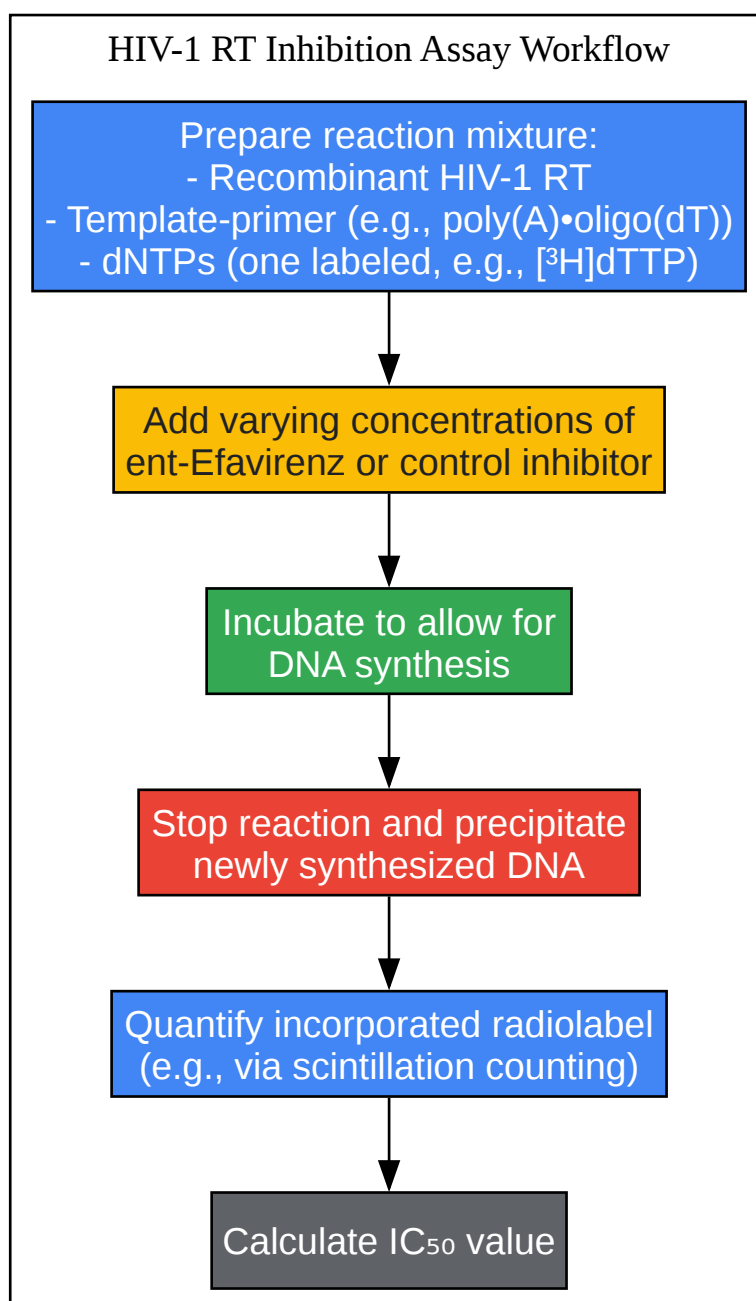 HIV-1 RT Inhibition Assay Workflow
Prepare reaction mixture:
- Recombinant HIV-1 RT
- Template-primer (e.g., poly(A)•oligo(dT))
- dNTPs (one labeled, e.g., [³H]dTTP)
Add varying concentrations of
ent-Efavirenz or control inhibitor
Incubate to allow for
DNA synthesis
Stop reaction and precipitate
newly synthesized DNA
Quantify incorporated radiolabel
(e.g., via scintillation counting)
Calculate IC₅₀ value